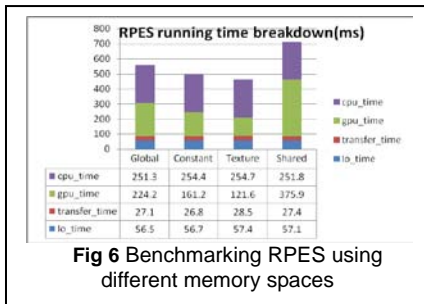 RPES running time breakdown(ms)
800
700
600
500
400
300
200
100
0
cpu_time
gpu_time
transfer_time
Io_time
Global Constant Texture Shared
cpu_time 251.3 254.4 254.7 251.8
gpu_time 224.2 161.2 121.6 375.9
transfer_time 27.1 26.8 28.5 27.4
Io_time 56.5 56.7 57.4 57.1
Fig 6 Benchmarking RPES using
different memory spaces